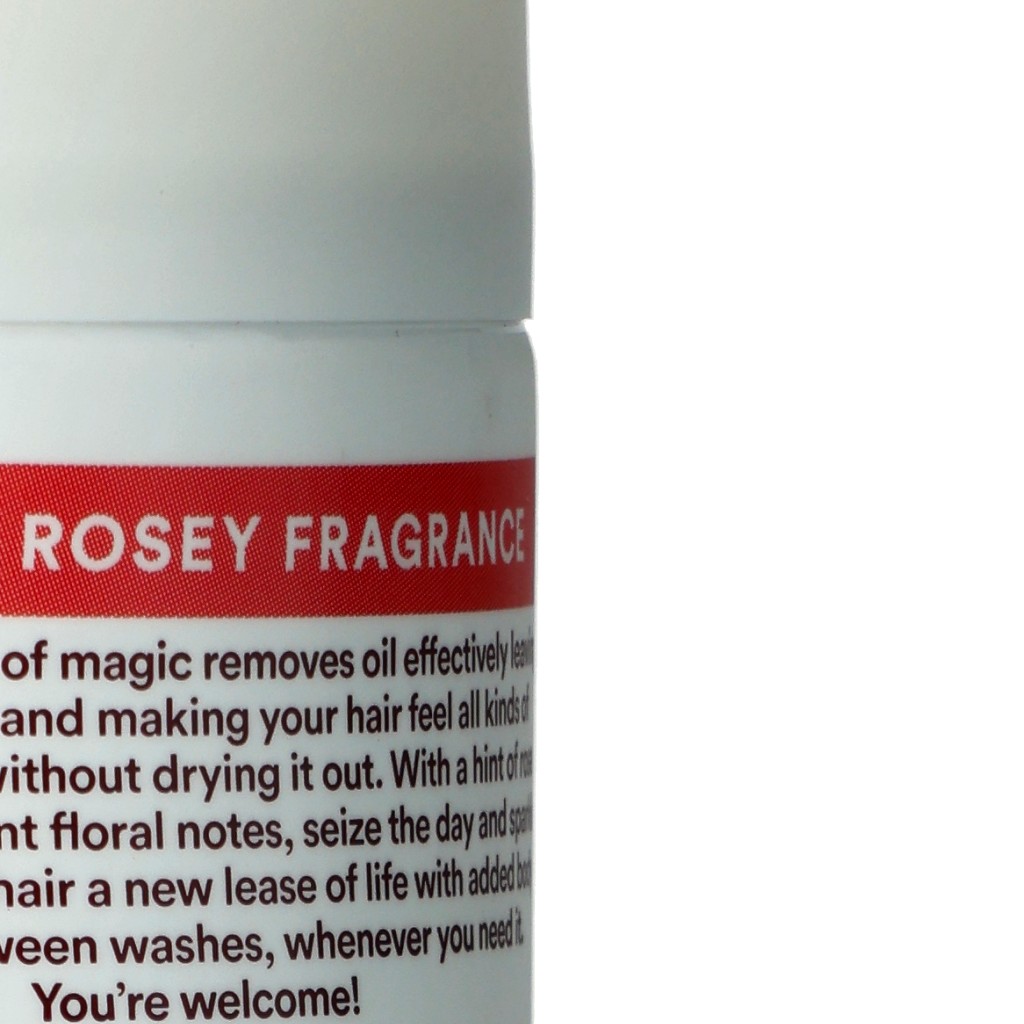 ROSEY FRAGRANCE
of magic removes oil effectively
and making your hair feel all kinds of
without drying it out. With a hint of
floral notes, seize the day and
hair a new lease of life with added
washes, whenever you need it.
You're welcome!